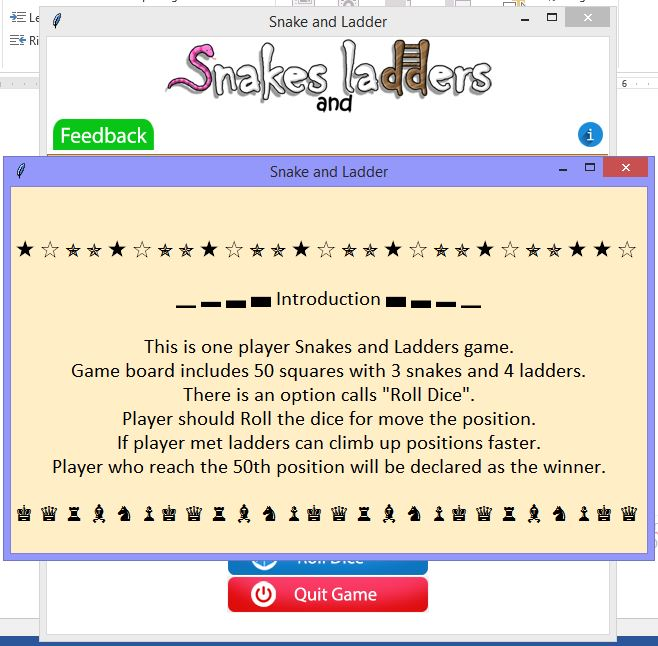 Snake and Ladder
Snakes ladders
and
Feedback
i
Snake and Ladder
Introduction
This is one player Snakes and Ladders game.
Game board includes 50 squares with 3 snakes and 4 ladders.
There is an option calls "Roll Dice".
Player should Roll the dice for move the position.
If player met ladders can climb up positions faster.
Player who reach the 50th position will be declared as the winner.
Roll Dice
Quit Game
6